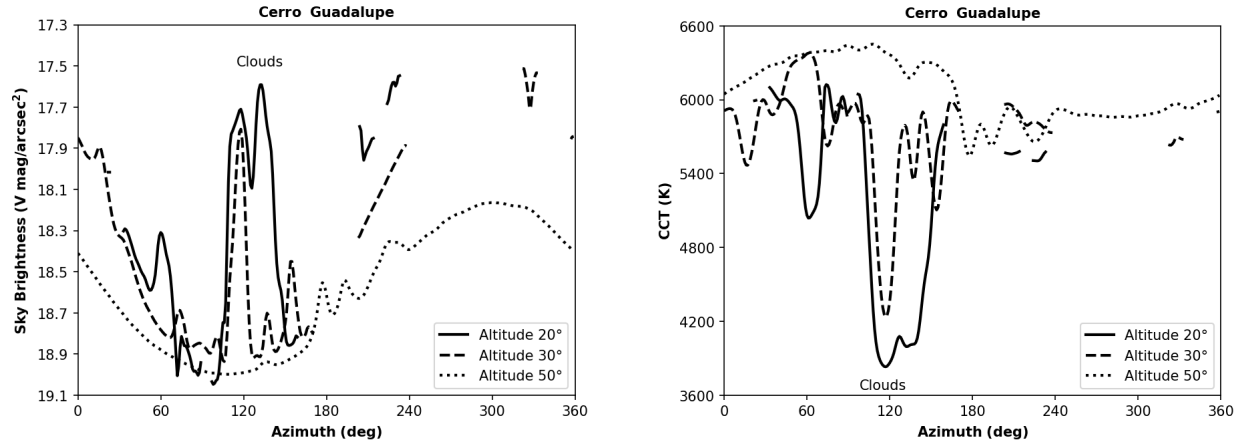 Cerro Guadalupe
Sky Brightness (V mag/arcsec²)
17.3
17.5
17.7
17.9
18.1
18.3
18.5
18.7
18.9
19.1
Clouds
Altitude 20°
Altitude 30°
Altitude 50°
0 60 120 180 240 300 360
Azimuth (deg)
Cerro Guadalupe
CCT (K)
6600
6000
5400
4800
4200
3600
Clouds
Altitude 20°
Altitude 30°
Altitude 50°
0 60 120 180 240 300 360
Azimuth (deg)